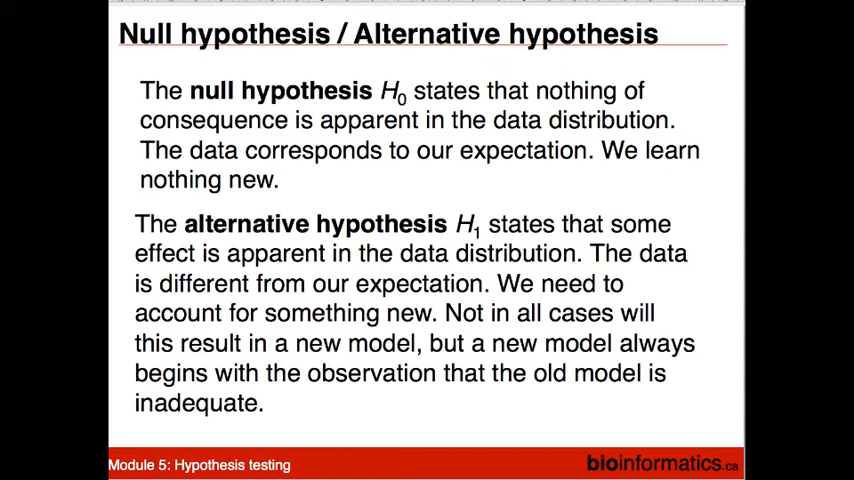 Null hypothesis / Alternative hypothesis
The null hypothesis H0 states that nothing of
consequence is apparent in the data distribution.
The data corresponds to our expectation. We learn
nothing new.
The alternative hypothesis H1 states that some
effect is apparent in the data distribution. The data
is different from our expectation. We need to
account for something new. Not in all cases will
this result in a new model, but a new model always
begins with the observation that the old model is
inadequate.
Module 5: Hypothesis testing
bioinformatics.ca